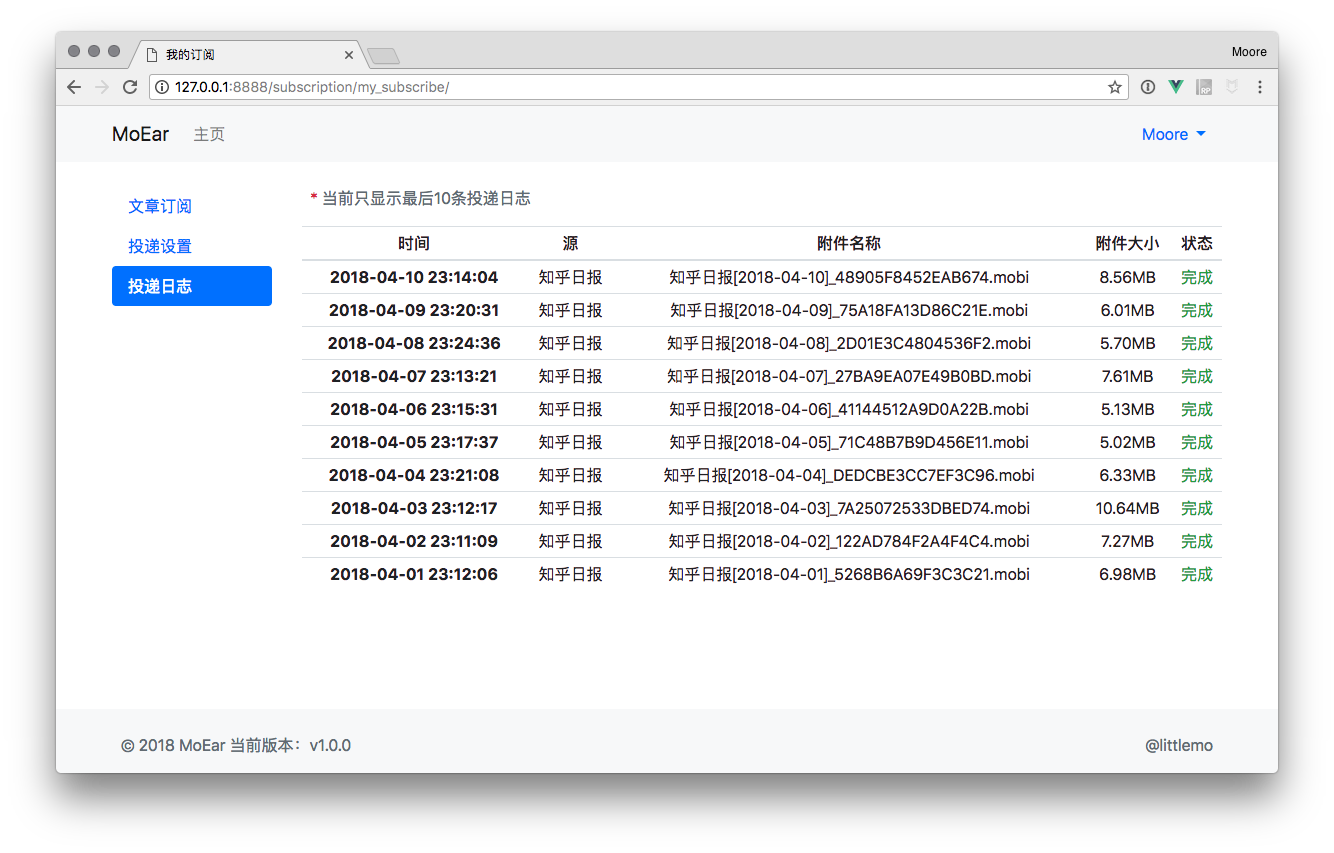 我的订阅
Moore
127.0.0.1:8888/subscription/my_subscribe/
MoEar 主页 Moore
文章订阅
投递设置
投递日志
* 当前只显示最后10条投递日志
时间 源 附件名称 附件大小 状态
2018-04-10 23:14:04 知乎日报 知乎日报[2018-04-10]_48905F8452EAB674.mobi 8.56MB 完成
2018-04-09 23:20:31 知乎日报 知乎日报[2018-04-09]_75A18FA13D86C21E.mobi 6.01MB 完成
2018-04-08 23:24:36 知乎日报 知乎日报[2018-04-08]_2D01E3C4804536F2.mobi 5.70MB 完成
2018-04-07 23:13:21 知乎日报 知乎日报[2018-04-07]_27BA9EA07E49B0BD.mobi 7.61MB 完成
2018-04-06 23:15:31 知乎日报 知乎日报[2018-04-06]_41144512A9D0A22B.mobi 5.13MB 完成
2018-04-05 23:17:37 知乎日报 知乎日报[2018-04-05]_71C48B7B9D456E11.mobi 5.02MB 完成
2018-04-04 23:21:08 知乎日报 知乎日报[2018-04-04]_DEDCBE3CC7EF3C96.mobi 6.33MB 完成
2018-04-03 23:12:17 知乎日报 知乎日报[2018-04-03]_7A25072533DBED74.mobi 10.64MB 完成
2018-04-02 23:11:09 知乎日报 知乎日报[2018-04-02]_122AD784F2A4F4C4.mobi 7.27MB 完成
2018-04-01 23:12:06 知乎日报 知乎日报[2018-04-01]_5268B6A69F3C3C21.mobi 6.98MB 完成
© 2018 MoEar 当前版本：v1.0.0 @littlemo